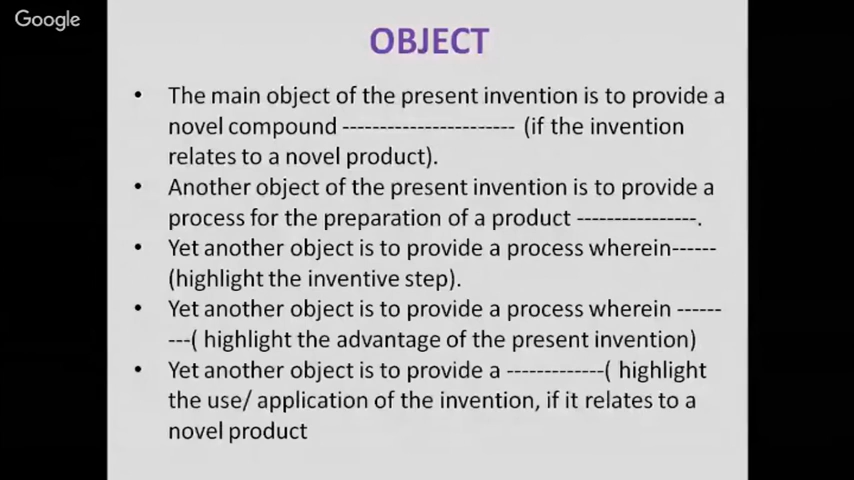 Google
OBJECT
• The main object of the present invention is to provide a
novel compound ----------------------- (if the invention
relates to a novel product).
• Another object of the present invention is to provide a
process for the preparation of a product ----------------.
• Yet another object is to provide a process wherein------
(highlight the inventive step).
• Yet another object is to provide a process wherein ------
---( highlight the advantage of the present invention)
• Yet another object is to provide a -------------( highlight
the use/ application of the invention, if it relates to a
novel product